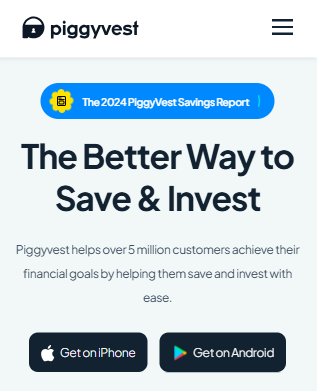 piggyvest
The 2024 PiggyVest Savings Report
The Better Way to
Save & Invest
Piggyvest helps over 5 million customers achieve their
financial goals by helping them save and invest with
ease.
Get on iPhone
Get on Android